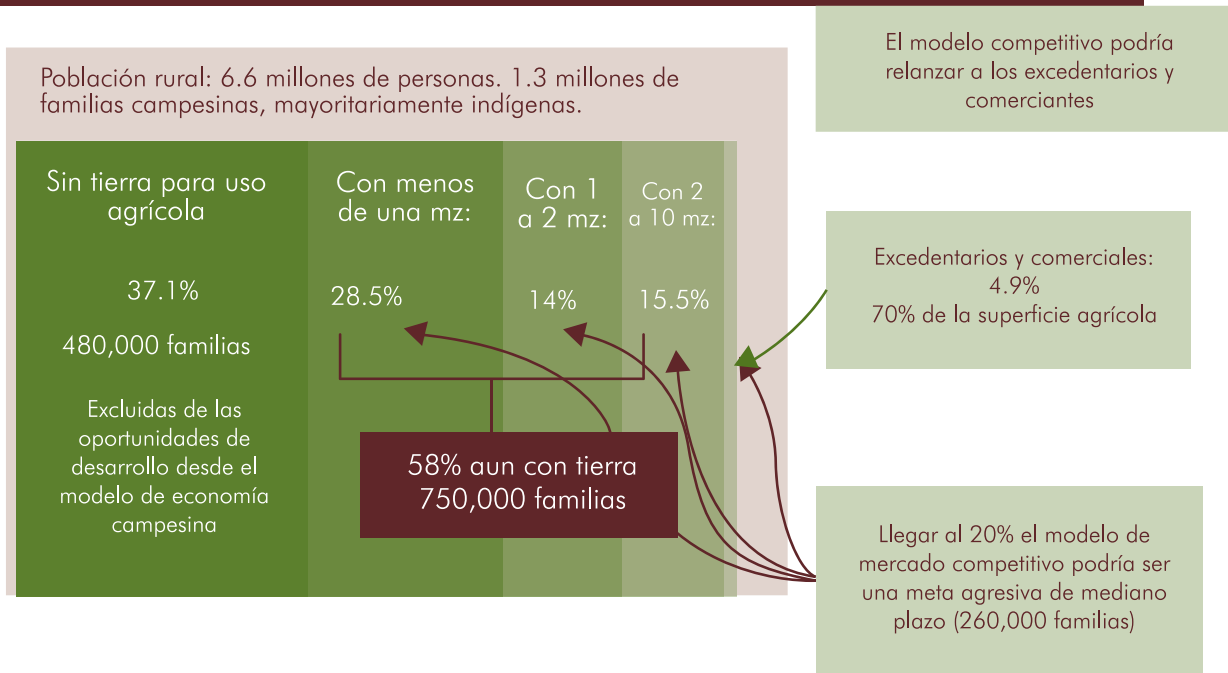 Población rural: 6.6 millones de personas. 1.3 millones de
familias campesinas, mayoritariamente indígenas.
Sin tierra para uso
agrícola
37.1%
480,000 familias
Excluidas de las
oportunidades de
desarrollo desde el
modelo de economía
campesina
Con menos
de una mz:
28.5%
Con 1
a 2 mz:
14%
Con 2
a 10 mz:
15.5%
58% aun con tierra
750,000 familias
El modelo competitivo podría
relanzar a los excedentarios y
comerciantes
Excedentarios y comerciales:
4.9%
70% de la superficie agrícola
Llegar al 20% el modelo de
mercado competitivo podría ser
una meta agresiva de mediano
plazo (260,000 familias)